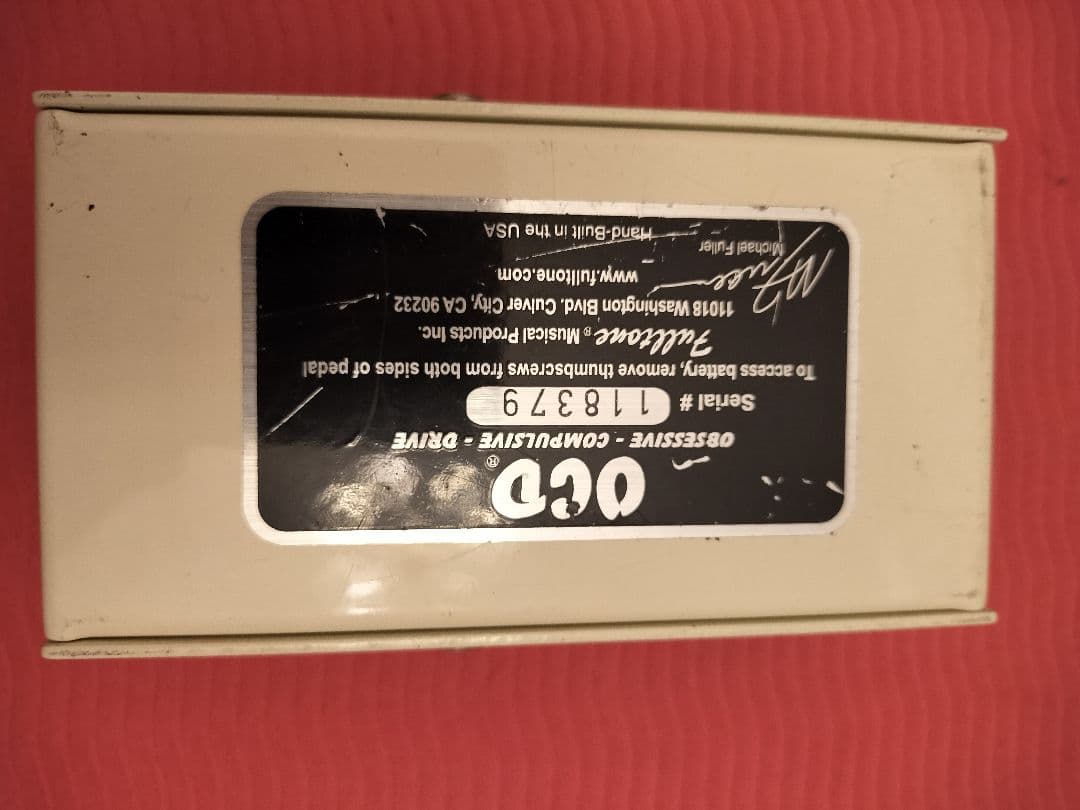 OCD®
OBSESSIVE - COMPULSIVE - DRIVE
Serial # 118379
To access battery, remove thumbscrews from both sides of pedal
Fulltone® Musical Products Inc.
11018 Washington Blvd. Culver City, CA 90232
www.fulltone.com
M Fuller
Michael Fuller
Hand-Built in the USA